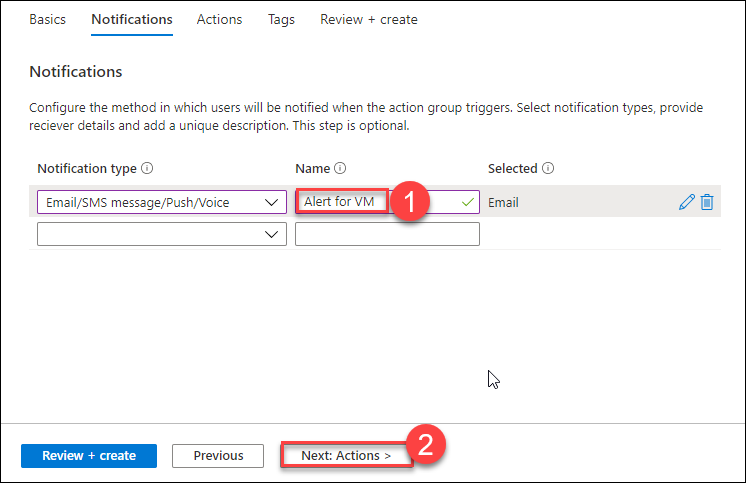 Basics Notifications Actions Tags Review + create
Notifications
Configure the method in which users will be notified when the action group triggers. Select notification types, provide
reciever details and add a unique description. This step is optional.
Notification type Name Selected
Email/SMS message/Push/Voice Alert for VM 1 Email
Review + create Previous Next: Actions > 2